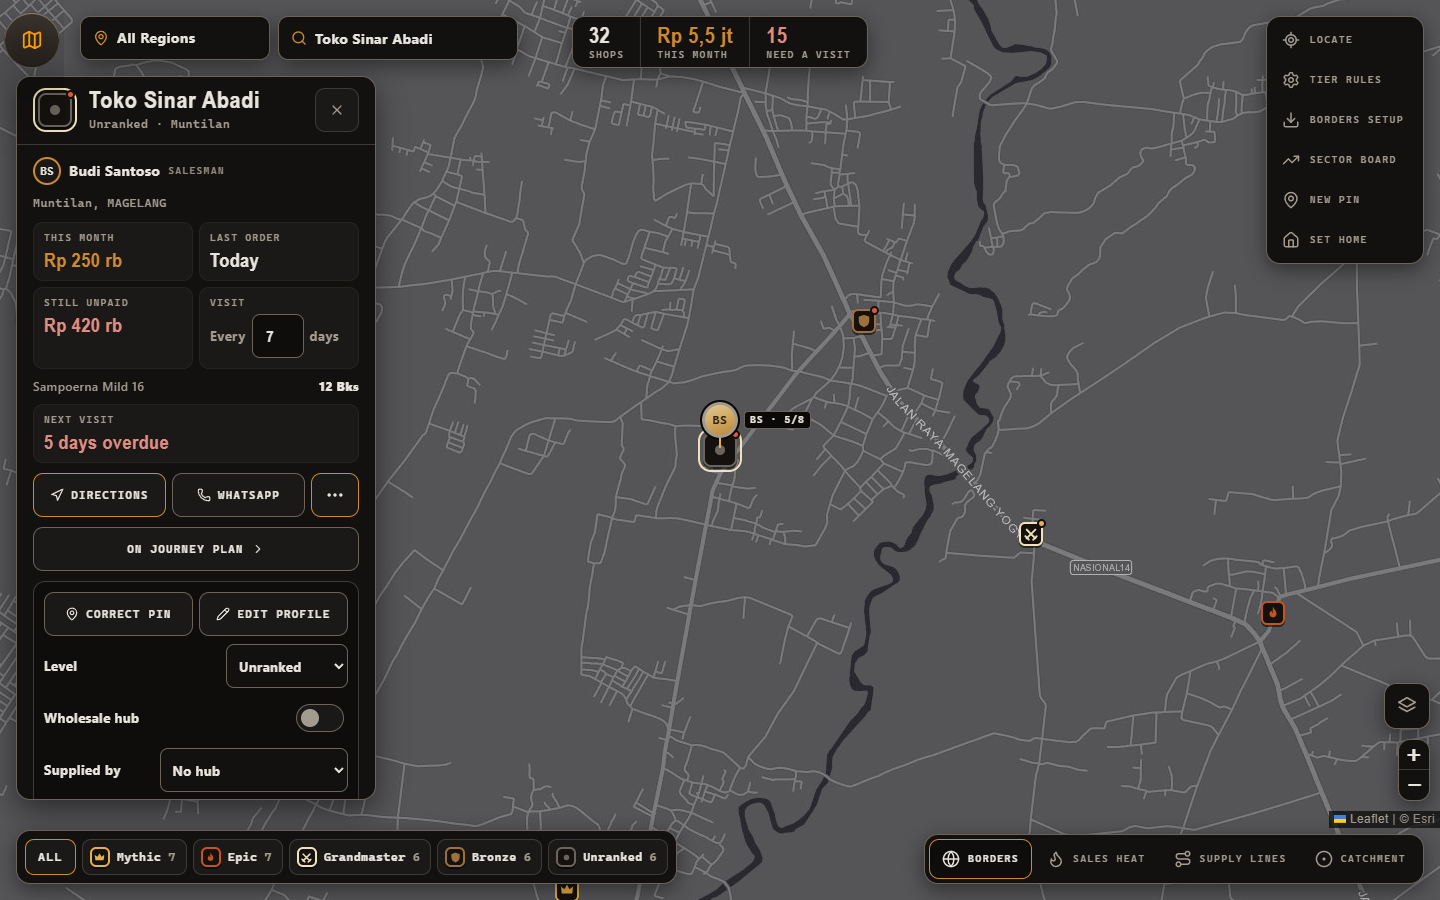 All Regions
Toko Sinar Abadi
32
SHOPS
Rp 5,5 jt
THIS MONTH
15
NEED A VISIT
LOCATE
TIER RULES
BORDERS SETUP
SECTOR BOARD
NEW PIN
SET HOME
Toko Sinar Abadi
Unranked · Muntilan
BS
Budi Santoso SALESMAN
Muntilan, MAGELANG
THIS MONTH
Rp 250 rb
LAST ORDER
Today
STILL UNPAID
Rp 420 rb
VISIT
Every 7 days
Sampoerna Mild 16
12 Bks
NEXT VISIT
5 days overdue
DIRECTIONS
WHATSAPP
ON JOURNEY PLAN
CORRECT PIN
EDIT PROFILE
Level
Unranked
Wholesale hub
Supplied by
No hub
BS
BS · 5/8
JALAN RAYA MAGELANG-YOG
NASIONAL14
+
−
Leaflet | © Esri
ALL
Mythic 7
Epic 7
Grandmaster 6
Bronze 6
Unranked 6
BORDERS
SALES HEAT
SUPPLY LINES
CATCHMENT